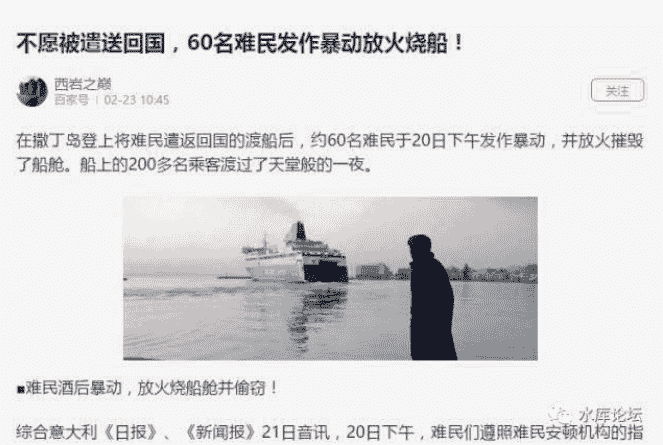 不愿被遣送回国，60名难民发作暴动放火烧船！
西岩之巅
百家号 | 02-23 10:45
关注
在撒丁岛登上将难民遣返回国的渡船后，约60名难民于20日下午发作暴动，并放火摧毁
了船舱。船上的200多名乘客渡过了天堂般的一夜。
■难民酒后暴动，放火烧船舱并偷窃！
水库论坛
综合意大利《日报》、《新闻报》21日音讯，20日下午，难民们遵照难民安顿机构的指